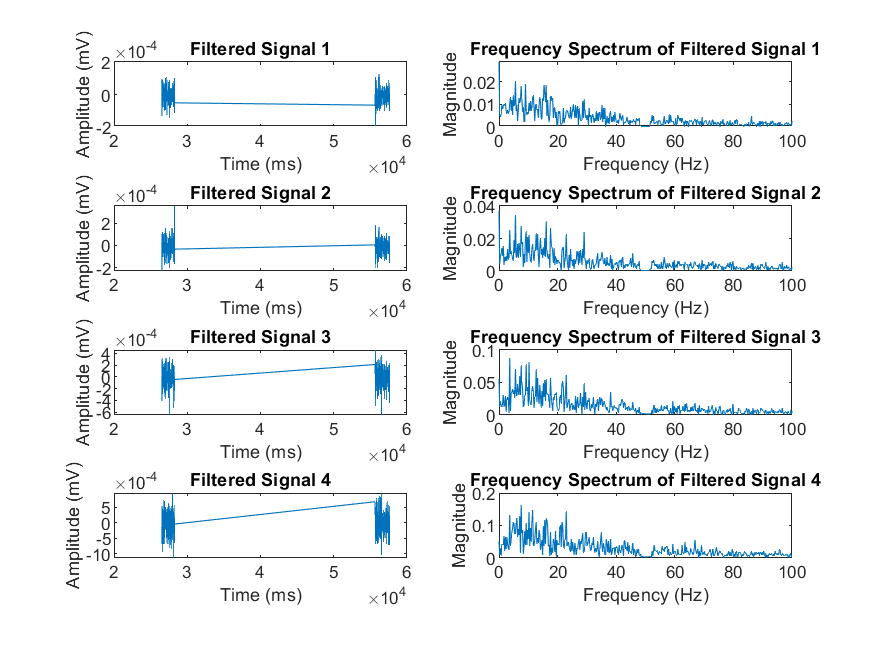 Filtered Signal 1
×10-4
Amplitude (mV)
2
0
-2
2 3 4 5 6
Time (ms)
×104
Frequency Spectrum of Filtered Signal 1
Magnitude
0.02
0.01
0
0 20 40 60 80 100
Frequency (Hz)
Filtered Signal 2
×10-4
Amplitude (mV)
2
0
-2
2 3 4 5 6
Time (ms)
×104
Frequency Spectrum of Filtered Signal 2
Magnitude
0.04
0.02
0
0 20 40 60 80 100
Frequency (Hz)
Filtered Signal 3
×10-4
Amplitude (mV)
4
2
0
-2
-4
-6
2 3 4 5 6
Time (ms)
×104
Frequency Spectrum of Filtered Signal 3
Magnitude
0.1
0.05
0
0 20 40 60 80 100
Frequency (Hz)
Filtered Signal 4
×10-4
Amplitude (mV)
5
0
-5
-10
2 3 4 5 6
Time (ms)
×104
Frequency Spectrum of Filtered Signal 4
Magnitude
0.2
0.1
0
0 20 40 60 80 100
Frequency (Hz)